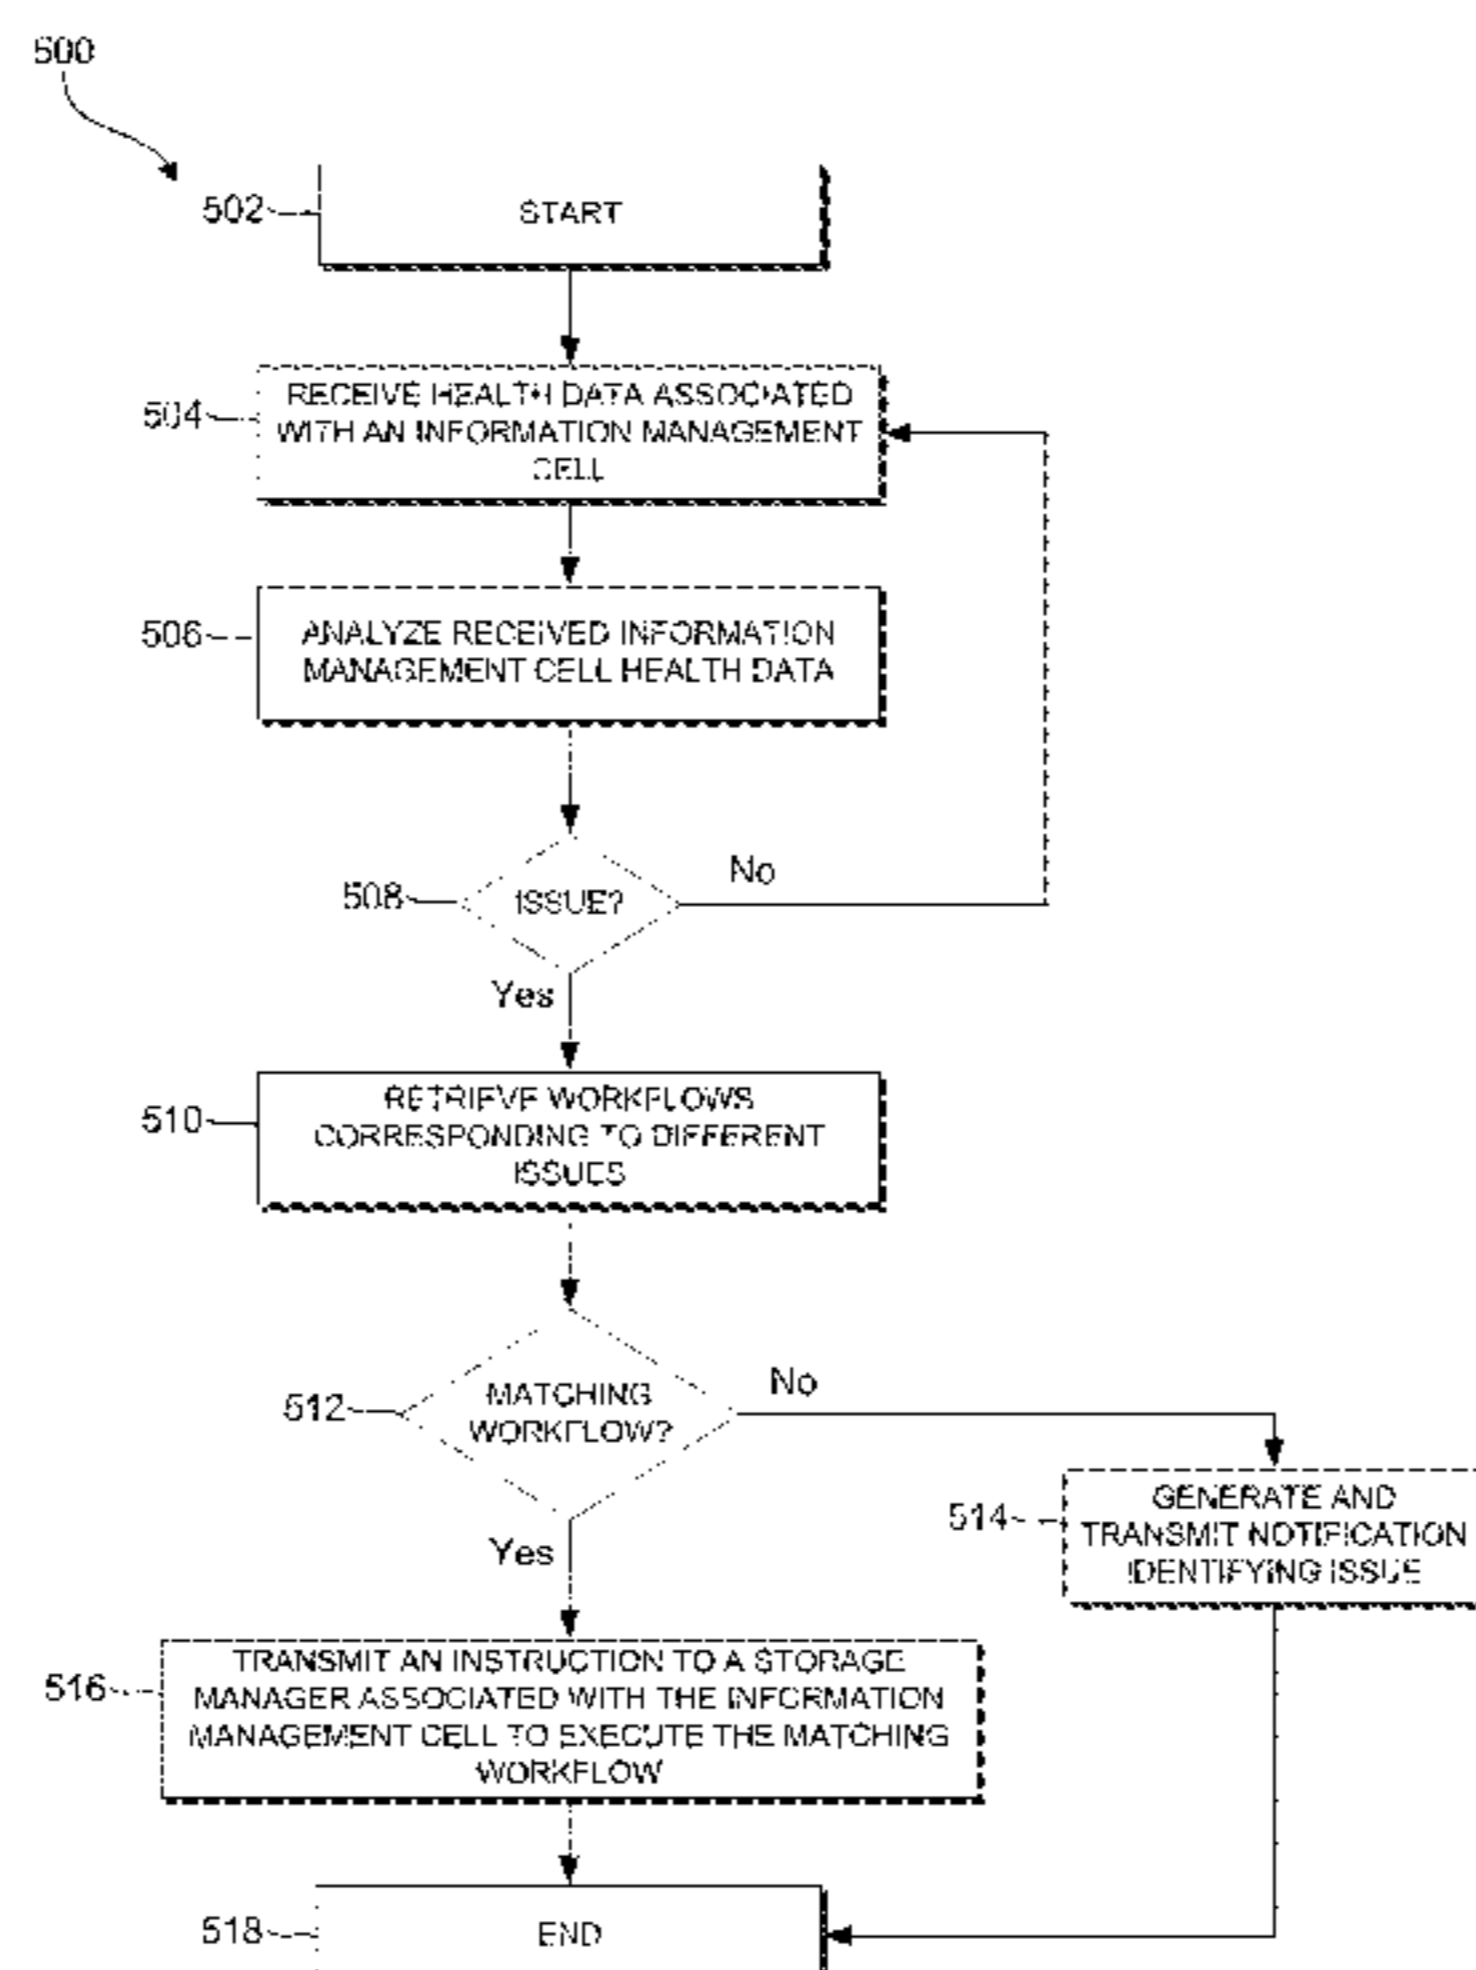 500
502
START
504
RECEIVE HEALTH DATA ASSOCIATED
WITH AN INFORMATION MANAGEMENT
CELL
506
ANALYZE RECEIVED INFORMATION
MANAGEMENT CELL HEALTH DATA
508
ISSUE?
No
Yes
510
RETRIEVE WORKFLOWS
CORRESPONDING TO DIFFERENT
ISSUES
512
MATCHING
WORKFLOW?
No
Yes
514
GENERATE AND
TRANSMIT NOTIFICATION
IDENTIFYING ISSUE
516
TRANSMIT AN INSTRUCTION TO A STORAGE
MANAGER ASSOCIATED WITH THE INFORMATION
MANAGEMENT CELL TO EXECUTE THE MATCHING
WORKFLOW
518
END